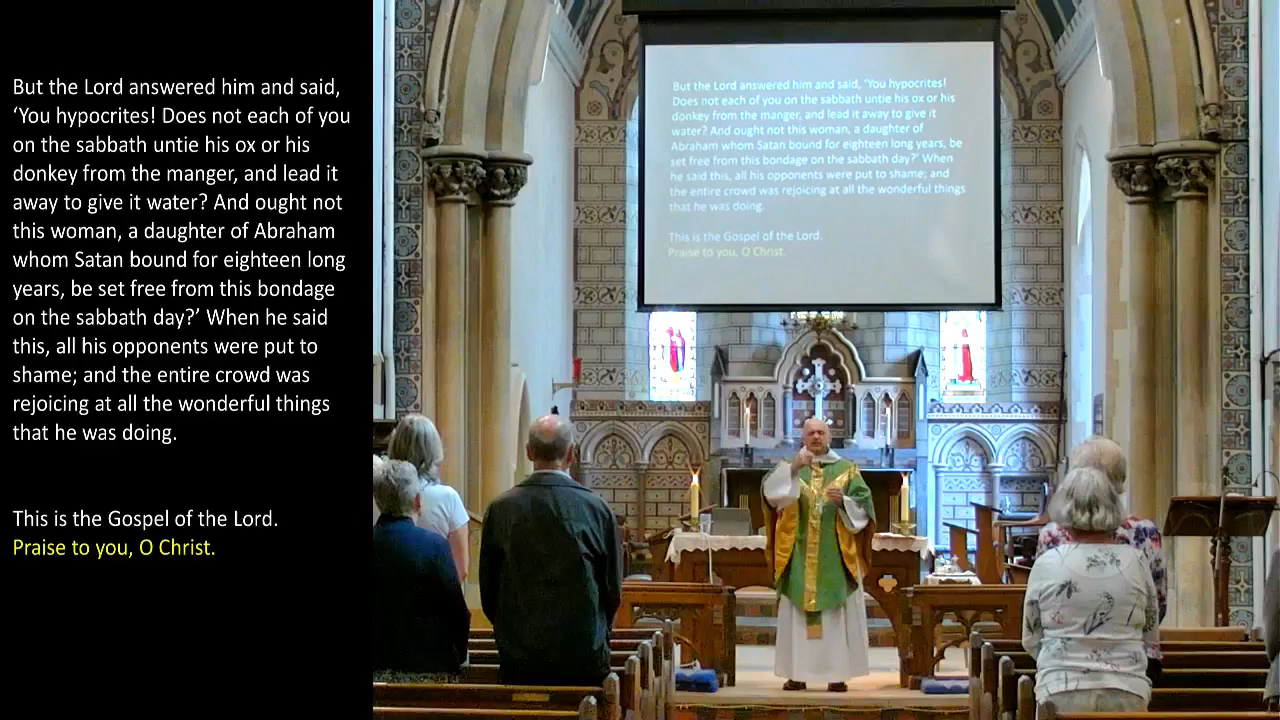 But the Lord answered him and said,
‘You hypocrites! Does not each of you
on the sabbath untie his ox or his
donkey from the manger, and lead it
away to give it water? And ought not
this woman, a daughter of Abraham
whom Satan bound for eighteen long
years, be set free from this bondage
on the sabbath day?’ When he said
this, all his opponents were put to
shame; and the entire crowd was
rejoicing at all the wonderful things
that he was doing.
This is the Gospel of the Lord.
Praise to you, O Christ.
But the Lord answered him and said, ‘You hypocrites!
Does not each of you on the sabbath untie his ox or his
donkey from the manger, and lead it away to give it
water? And ought not this woman, a daughter of
Abraham whom Satan bound for eighteen long years, be
set free from this bondage on the sabbath day?’ When
he said this, all his opponents were put to shame; and
the entire crowd was rejoicing at all the wonderful things
that he was doing.
This is the Gospel of the Lord.
Praise to you, O Christ.